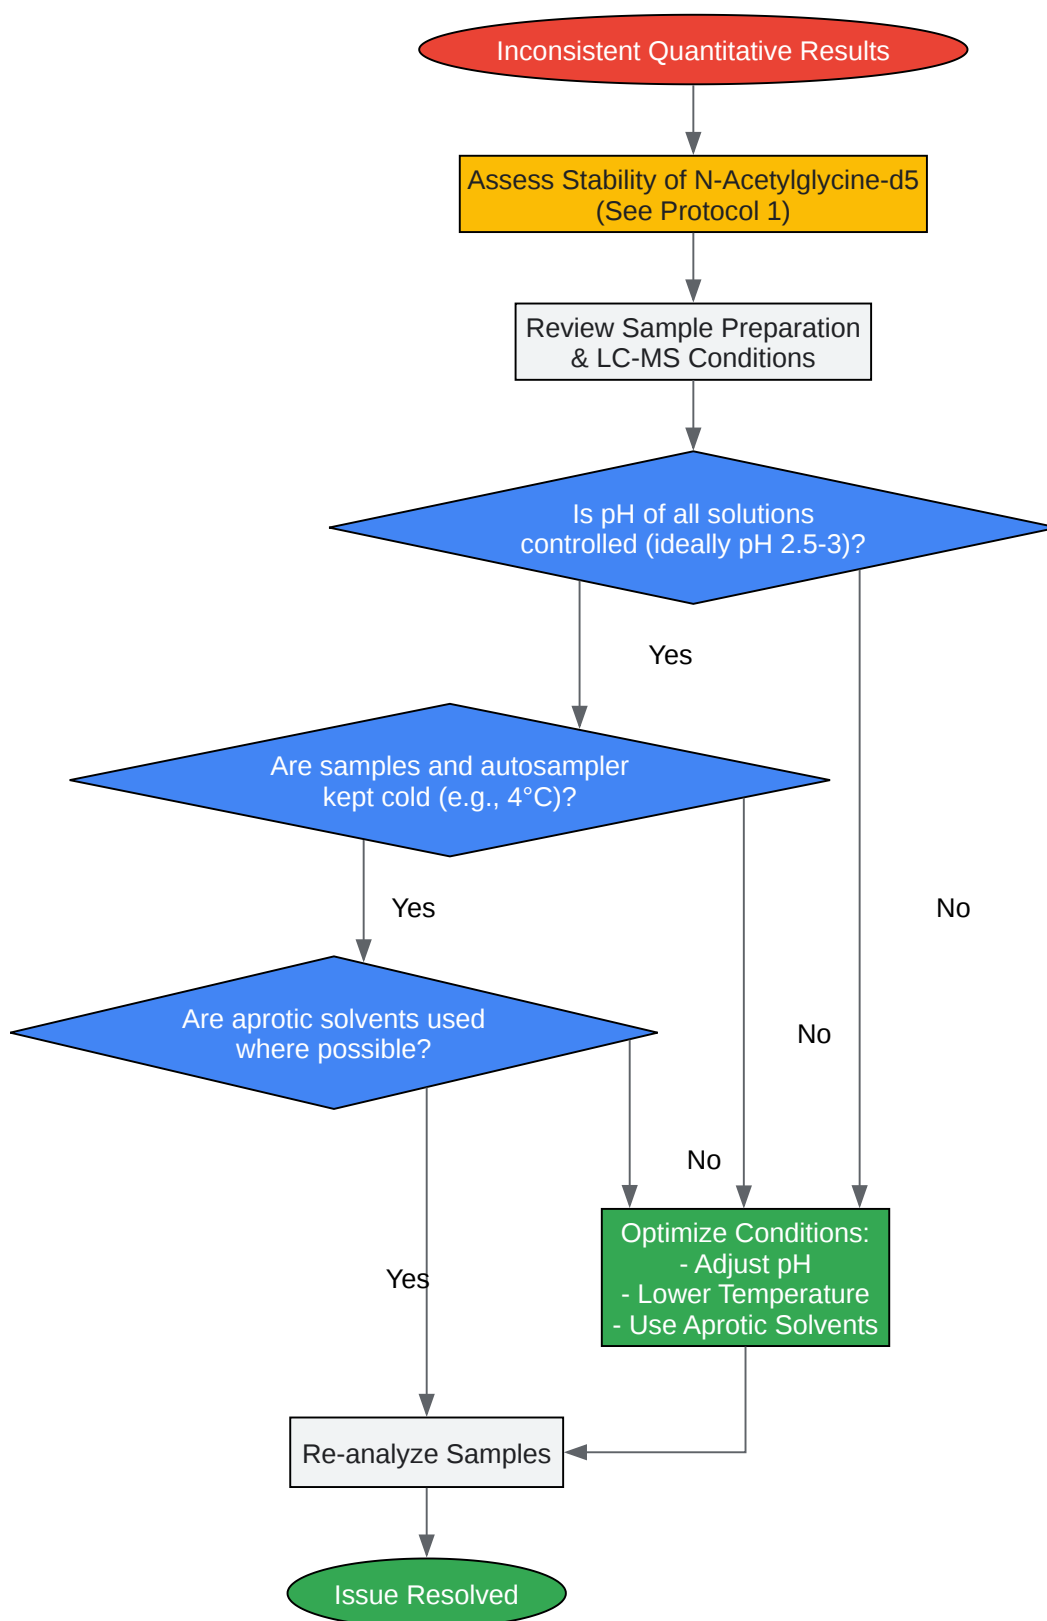 Inconsistent Quantitative Results
Assess Stability of N-Acetylglycine-d5
(See Protocol 1)
Review Sample Preparation
& LC-MS Conditions
Is pH of all solutions
controlled (ideally pH 2.5-3)?
Yes
Are samples and autosampler
kept cold (e.g., 4°C)?
Yes
No
Are aprotic solvents used
where possible?
No
No
Optimize Conditions:
- Adjust pH
- Lower Temperature
- Use Aprotic Solvents
Yes
Re-analyze Samples
Issue Resolved